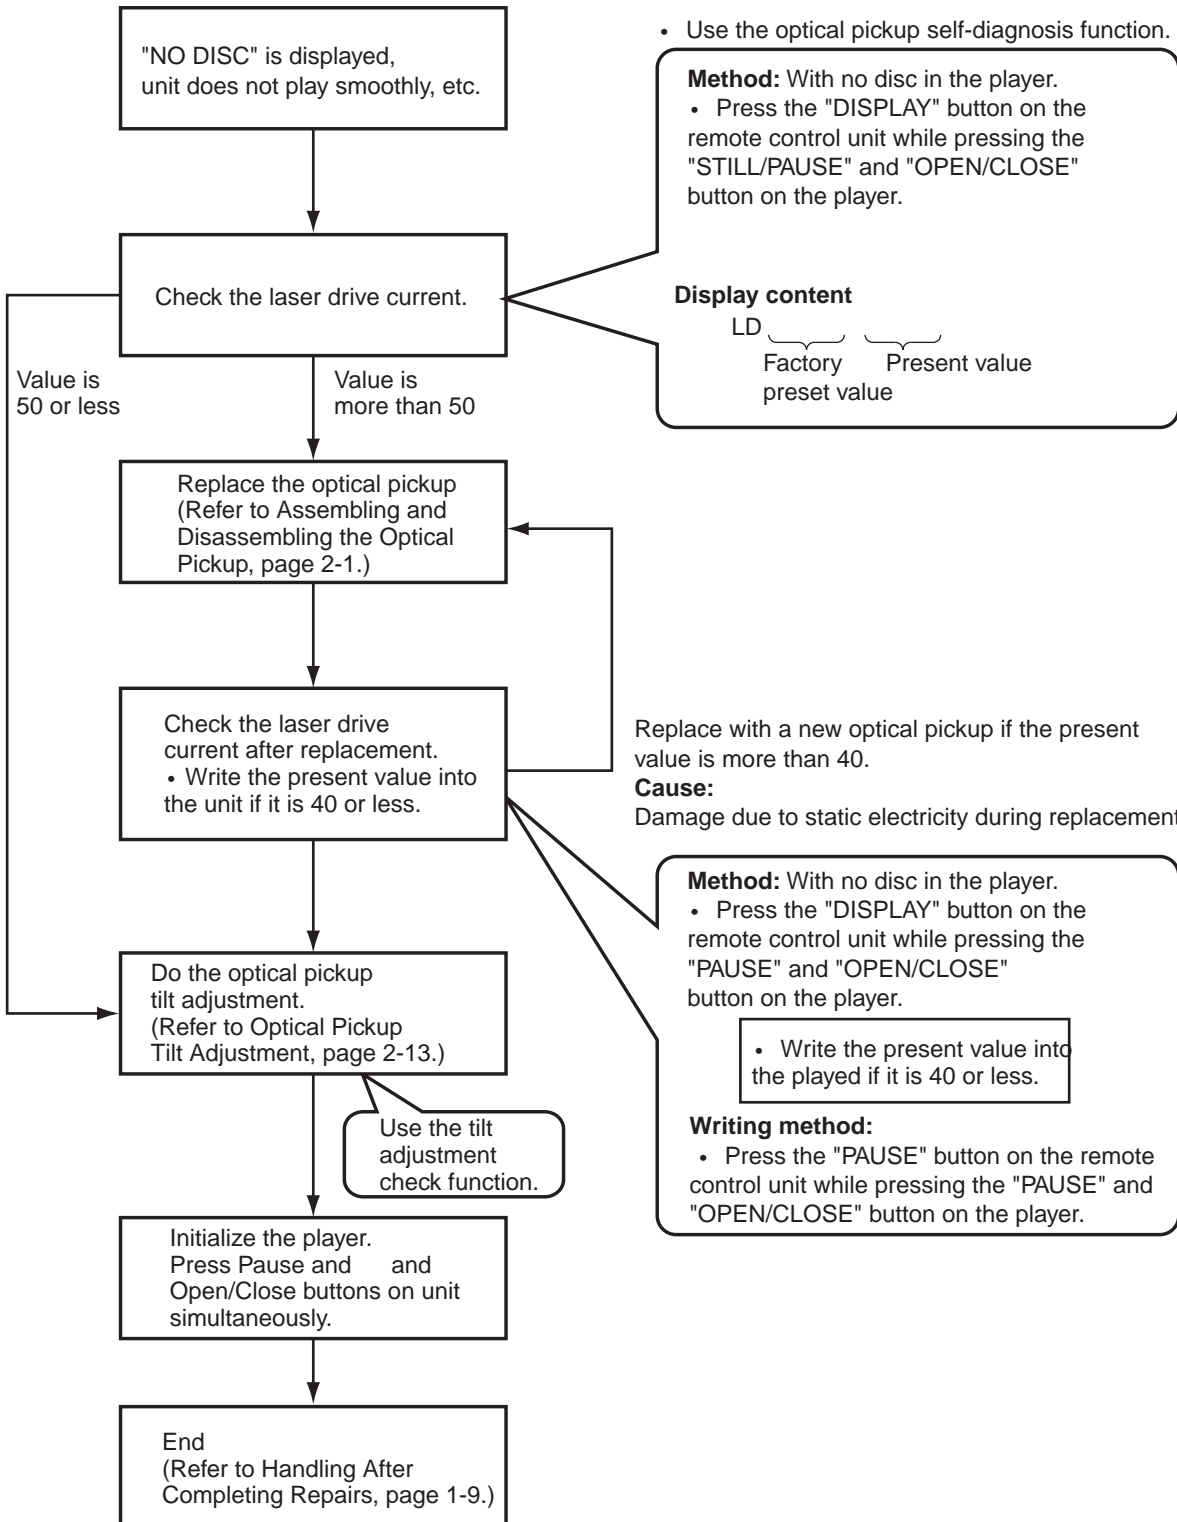 "NO DISC" is displayed,
unit does not play smoothly, etc.
• Use the optical pickup self-diagnosis function.
Method: With no disc in the player.
• Press the "DISPLAY" button on the
remote control unit while pressing the
"STILL/PAUSE" and "OPEN/CLOSE"
button on the player.
Display content
LD
Factory
preset value
Present value
Check the laser drive current.
Value is
50 or less
Value is
more than 50
Replace the optical pickup
(Refer to Assembling and
Disassembling the Optical
Pickup, page 2-1.)
Check the laser drive
current after replacement.
• Write the present value into
the unit if it is 40 or less.
Replace with a new optical pickup if the present
value is more than 40.
Cause:
Damage due to static electricity during replacement
Method: With no disc in the player.
• Press the "DISPLAY" button on the
remote control unit while pressing the
"PAUSE" and "OPEN/CLOSE"
button on the player.
• Write the present value into
the played if it is 40 or less.
Writing method:
• Press the "PAUSE" button on the remote
control unit while pressing the "PAUSE" and
"OPEN/CLOSE" button on the player.
Do the optical pickup
tilt adjustment.
(Refer to Optical Pickup
Tilt Adjustment, page 2-13.)
Use the tilt
adjustment
check function.
Initialize the player.
Press Pause and and
Open/Close buttons on unit
simultaneously.
End
(Refer to Handling After
Completing Repairs, page 1-9.)